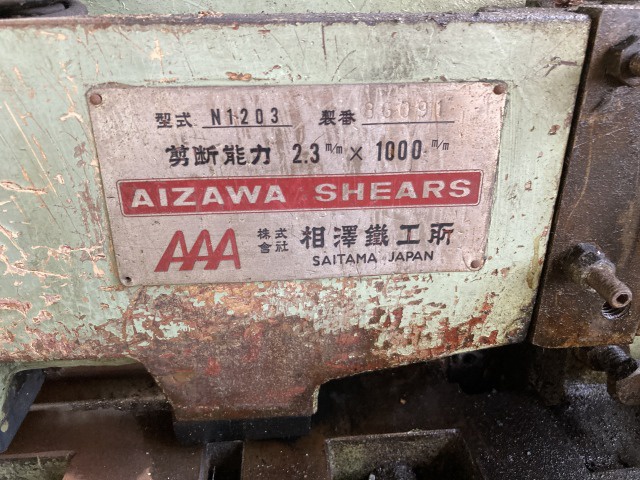 型式 N1203 製番
剪断能力 2.3 m/m × 1000 m/m
AIZAWA SHEARS
AAA 株式会社 相澤鐵工所
SAITAMA JAPAN